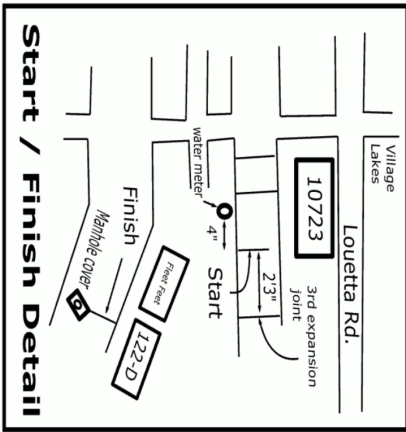 Village
Lakes
Louetta Rd.
10723
3rd expansion
joint
2'3"
water meter
4"
Start
Fleet Feet
122-D
Finish
Manhole cover
Start / Finish Detail